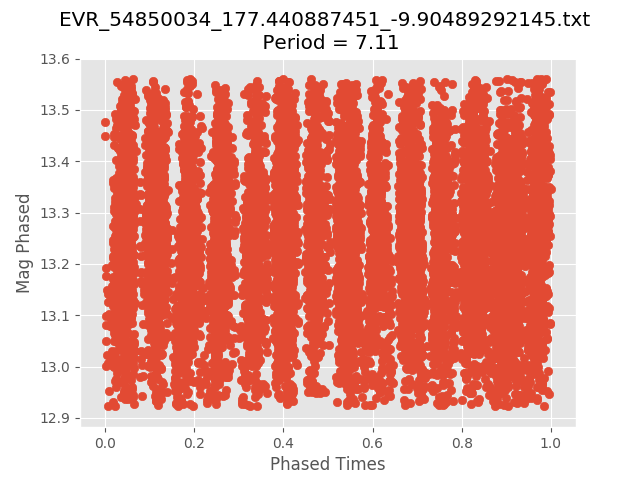 EVR_54850034_177.440887451_-9.90489292145.txt
Period = 7.11
13.6
13.5
13.4
13.3
13.2
13.1
13.0
12.9
Mag Phased
0.0 0.2 0.4 0.6 0.8 1.0
Phased Times